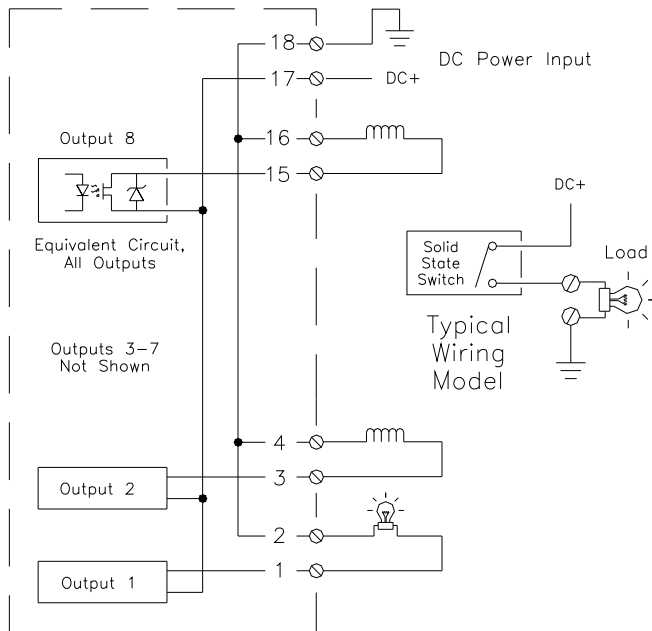 18
DC Power Input
17
DC+
Output 8
16
15
DC+
Equivalent Circuit,
All Outputs
Solid
State
Switch
Load
Typical
Wiring
Model
Outputs 3-7
Not Shown
4
3
Output 2
2
1
Output 1